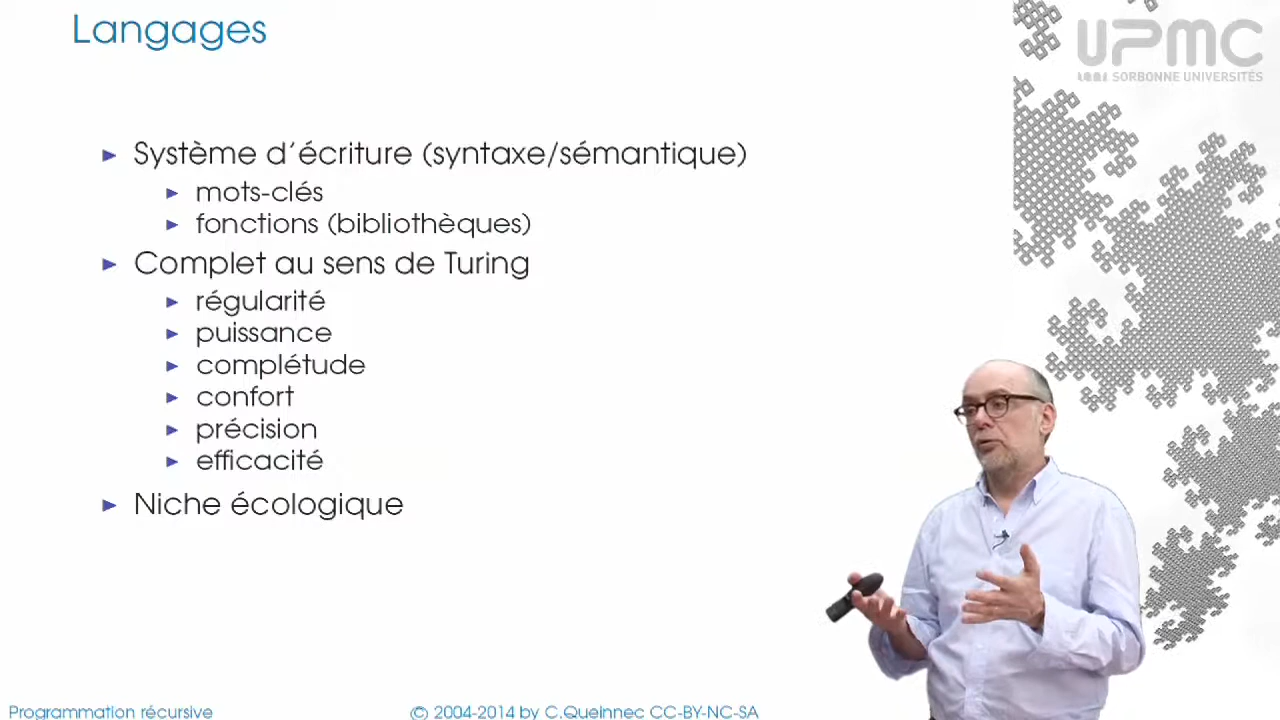 Langages
UPMC
SORBONNE UNIVERSITÉS
Système d'écriture (syntaxe/sémantique)
mots-clés
fonctions (bibliothèques)
Complet au sens de Turing
régularité
puissance
complétude
confort
précision
efficacité
Niche écologique
Programmation récursive
© 2004-2014 by C.Queinnec CC-BY-NC-SA